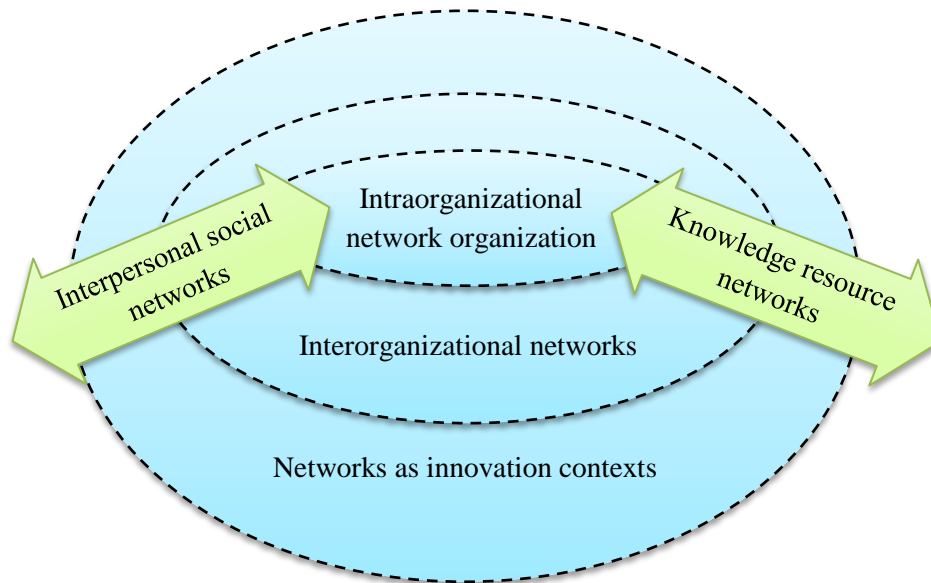 Intraorganizational
network organization
Interpersonal social
networks
Knowledge resource
networks
Interorganizational networks
Networks as innovation contexts